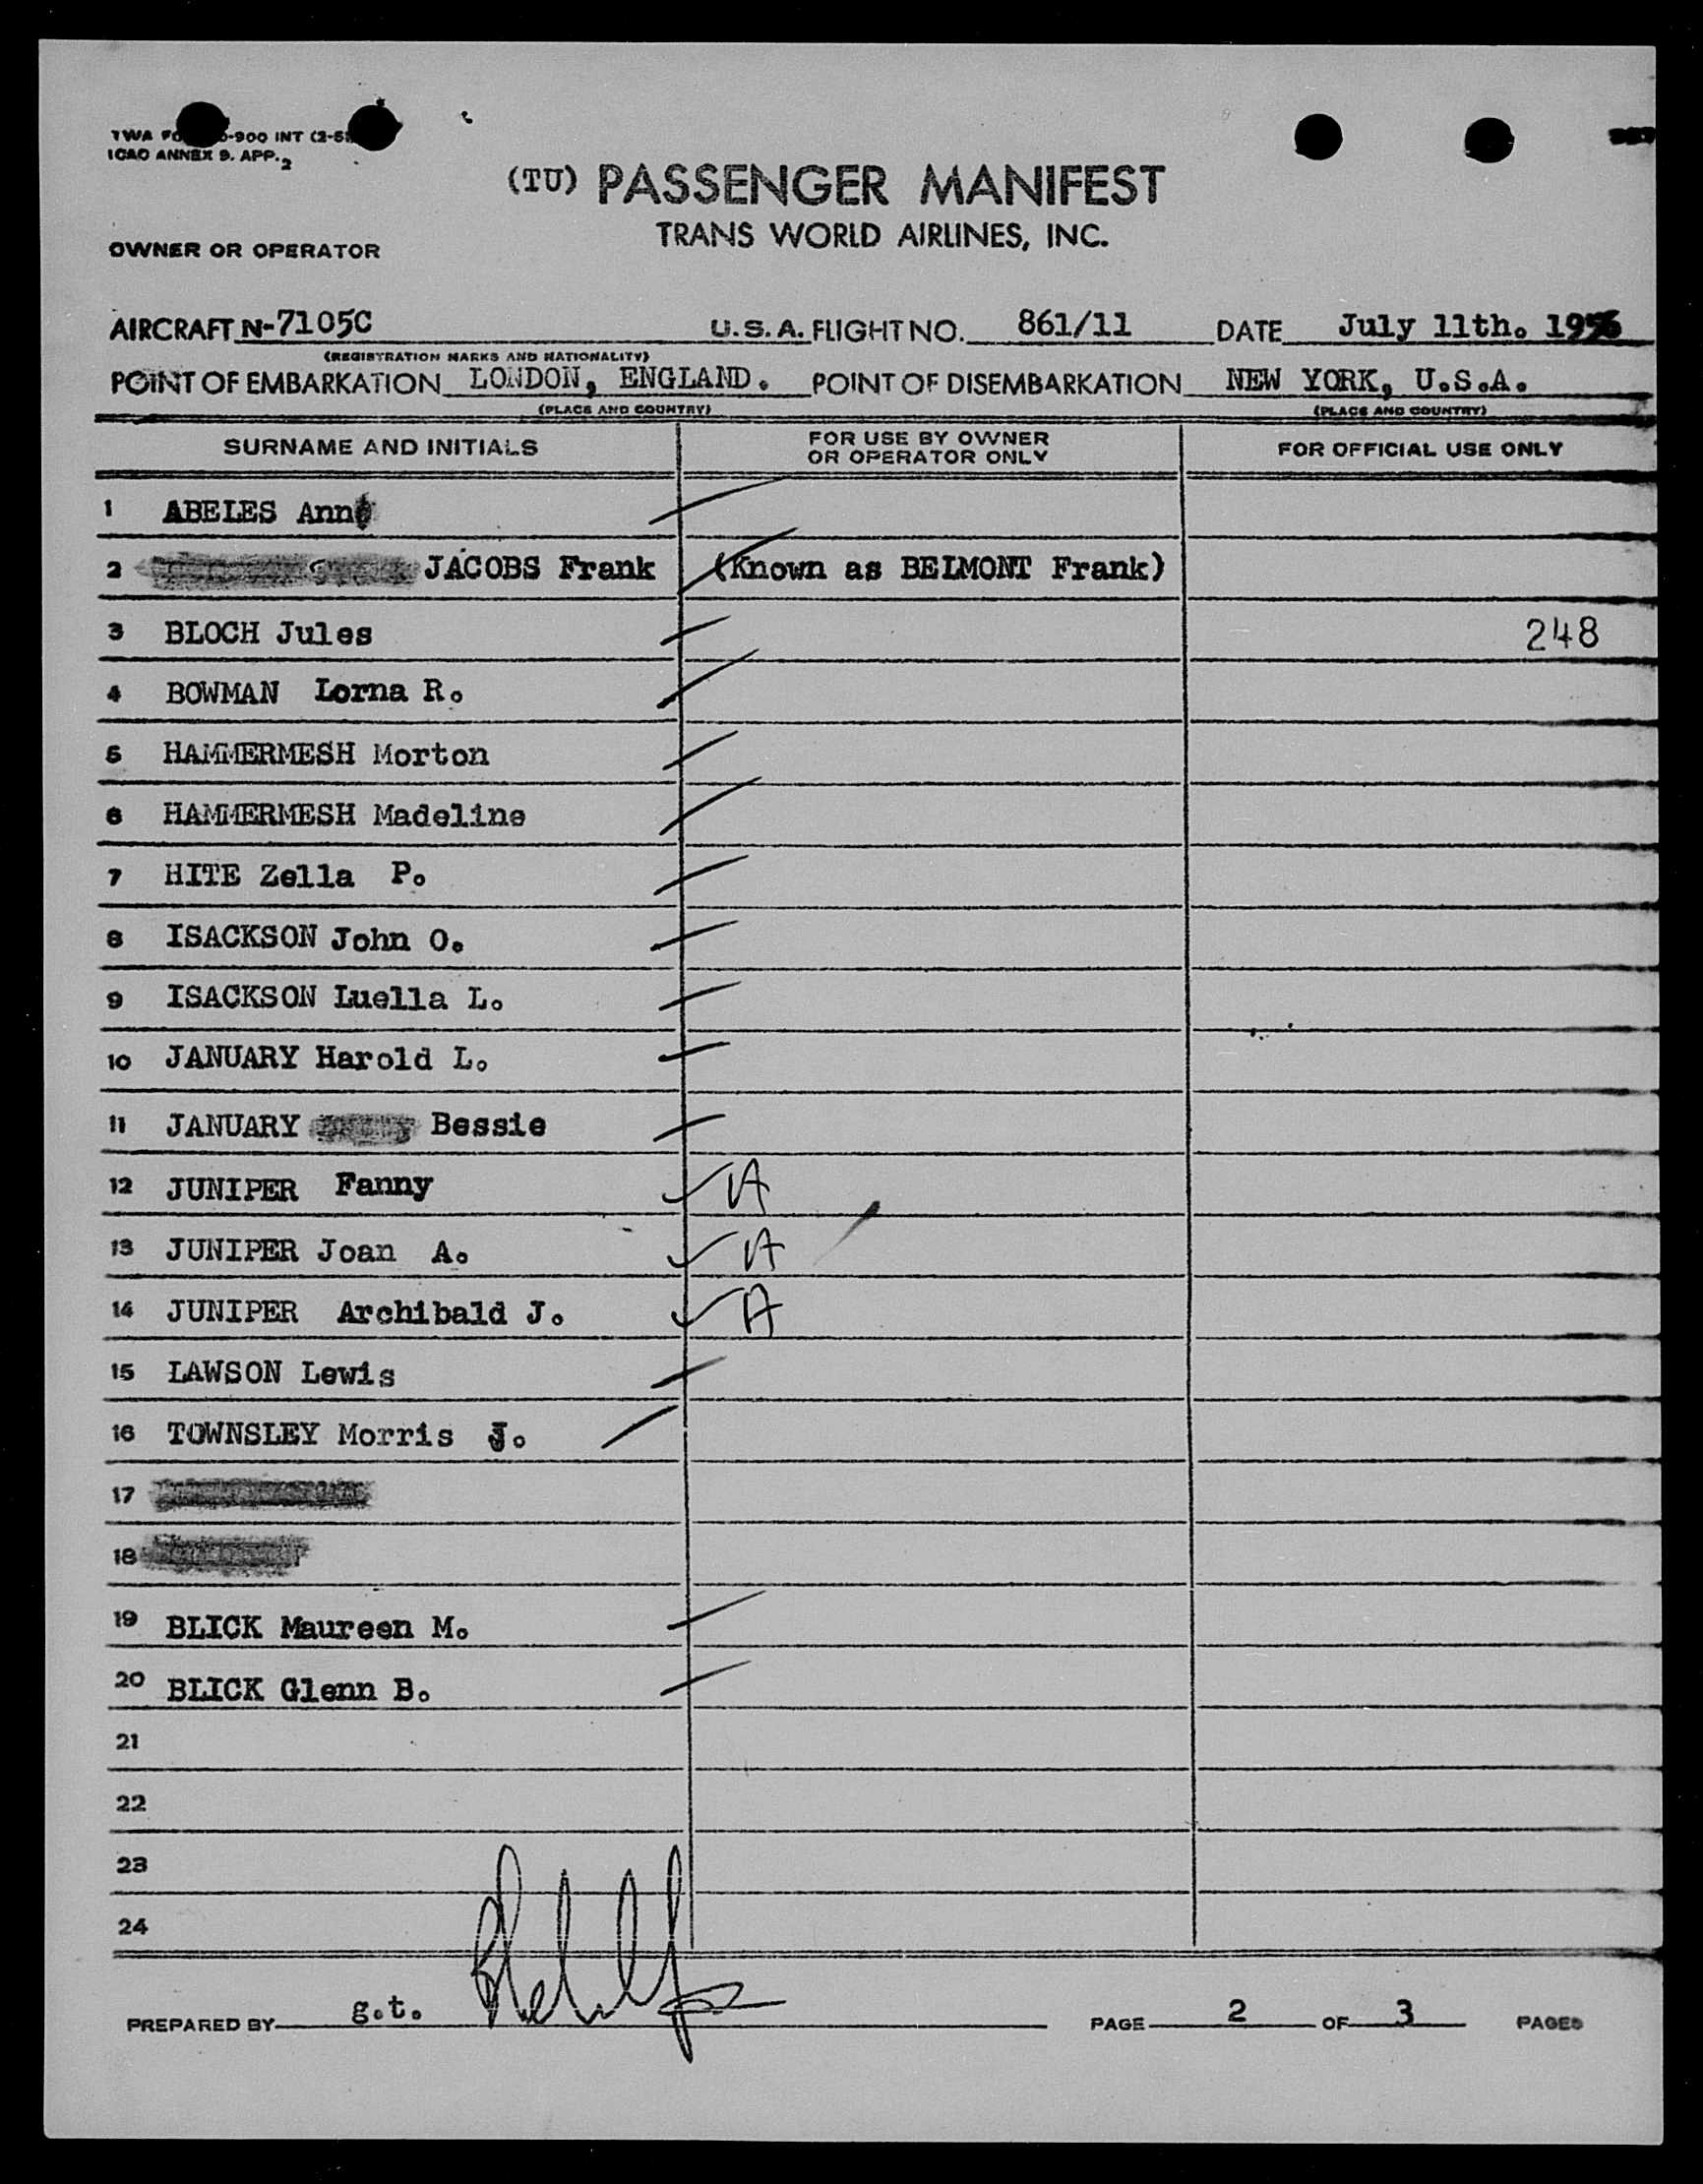 TWA
-900 INT (2-5
ICAO ANNEX 9. APP. 2
(TU) PASSENGER MANIFEST
TRANS WORLD AIRLINES, INC.
OWNER OR OPERATOR
AIRCRAFT N-7105C U.S.A. FLIGHT NO. 861/11 DATE July 11th. 1956
(REGISTRATION MARKS AND NATIONALITY)
POINT OF EMBARKATION LONDON, ENGLAND. POINT OF DISEMBARKATION NEW YORK, U.S.A.
(PLACE AND COUNTRY) (PLACE AND COUNTRY)
SURNAME AND INITIALS FOR USE BY OWNER OR OPERATOR ONLY FOR OFFICIAL USE ONLY
1 ABELES Ann
2 JACOBS Frank (Known as BELMONT Frank)
3 BLOCH Jules 248
4 BOWMAN Lorna R.
5 HAMMERMESH Morton
6 HAMMERMESH Madeline
7 HITE Zella P.
8 ISACKSON John O.
9 ISACKSON Luella L.
10 JANUARY Harold L.
11 JANUARY Bessie
12 JUNIPER Fanny A
13 JUNIPER Joan A. A
14 JUNIPER Archibald J. A
15 LAWSON Lewis
16 TOWNSLEY Morris J.
17
18
19 BLICK Maureen M.
20 BLICK Glenn B.
21
22
23
24
PREPARED BY g.t. PAGE 2 OF 3 PAGES